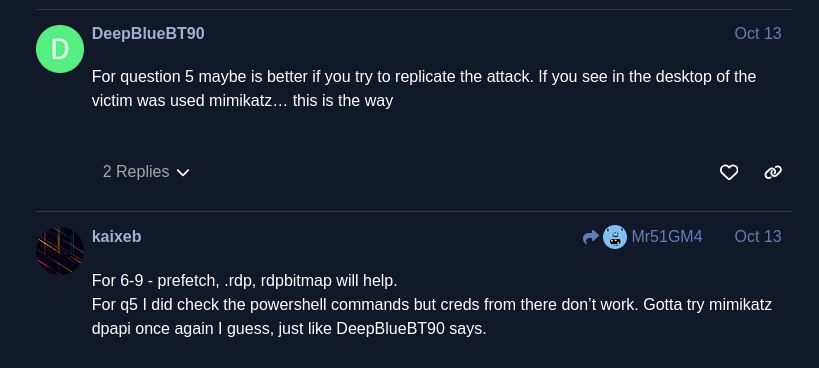 D
DeepBlueBT90 Oct 13
For question 5 maybe is better if you try to replicate the attack. If you see in the desktop of the
victim was used mimikatz… this is the way
2 Replies
kaixeb Mr51GM4 Oct 13
For 6-9 - prefetch, .rdp, rdpbitmap will help.
For q5 I did check the powershell commands but creds from there don’t work. Gotta try mimikatz
dpapi once again I guess, just like DeepBlueBT90 says.